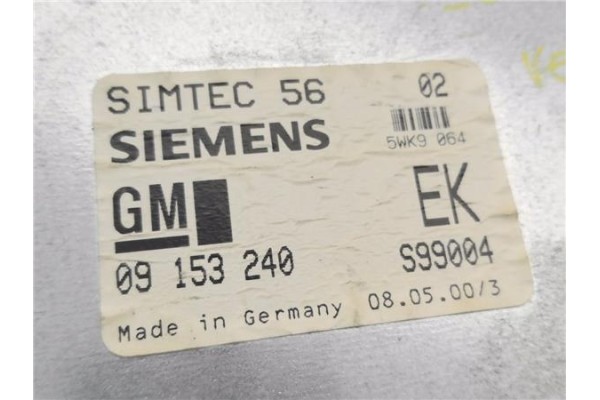 SIMTEC 56 02
SIEMENS 5WK9 064
GM EK
09 153 240 S99004
Made in Germany 08.05.00/3